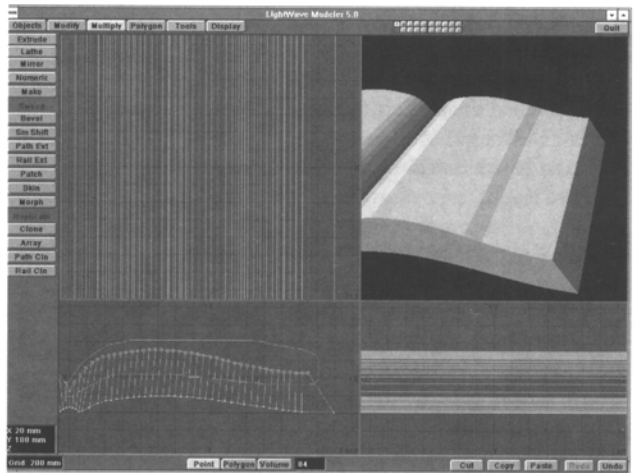 LightWave Modeler 5.0
Objects Modify Multiply Polygon Tools Display
Quit
Extrude
Lathe
Mirror
Numeric
Make
Bevel
Sm Shift
Path Ext
Rail Ext
Patch
Skin
Morph
Clone
Array
Path Cln
Rail Cln
X 20 mm
Y 180 mm
Z
Grid: 200 mm
Point Polygon Volume 84
Cut Copy Paste Redo Undo